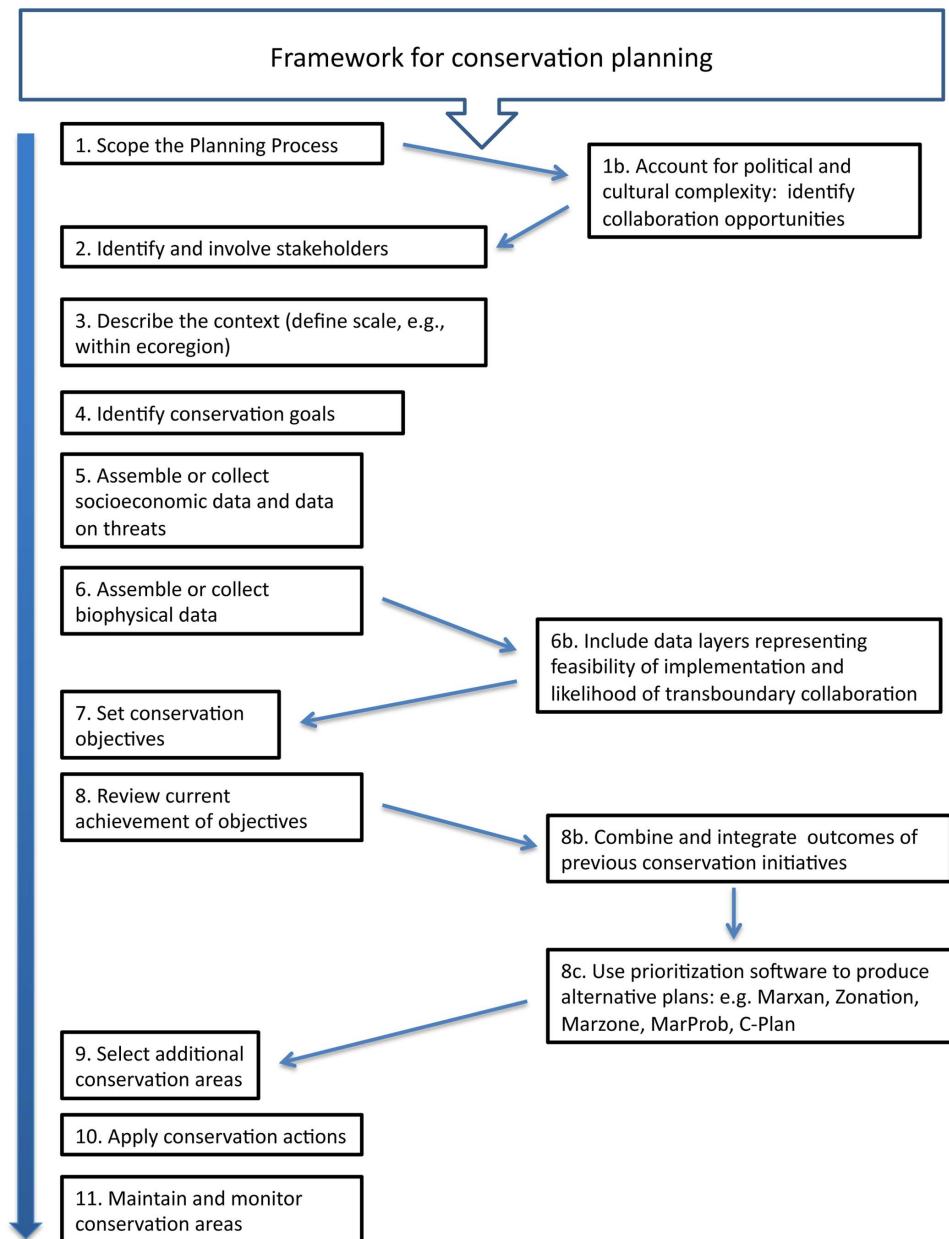 Framework for conservation planning
1. Scope the Planning Process
1b. Account for political and
cultural complexity:  identify
collaboration opportunities
2. Identify and involve stakeholders
3. Describe the context (define scale, e.g.,
within ecoregion)
4. Identify conservation goals
5. Assemble or collect
socioeconomic data and data
on threats
6. Assemble or collect
biophysical data
6b. Include data layers representing
feasibility of implementation and
likelihood of transboundary collaboration
7. Set conservation
objectives
8. Review current
achievement of objectives
8b. Combine and integrate  outcomes of
previous conservation initiatives
8c. Use prioritization software to produce
alternative plans: e.g. Marxan, Zonation,
Marzone, MarProb, C-Plan
9. Select additional
conservation areas
10. Apply conservation actions
11. Maintain and monitor
conservation areas